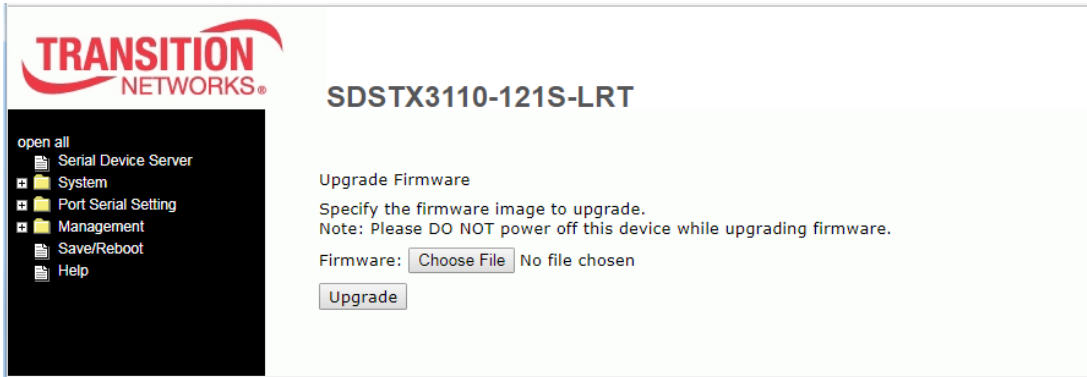 TRANSITION
NETWORKS®
SDSTX3110-121S-LRT
open all
Serial Device Server
System
Port Serial Setting
Management
Save/Reboot
Help
Upgrade Firmware
Specify the firmware image to upgrade.
Note: Please DO NOT power off this device while upgrading firmware.
Firmware: Choose File No file chosen
Upgrade